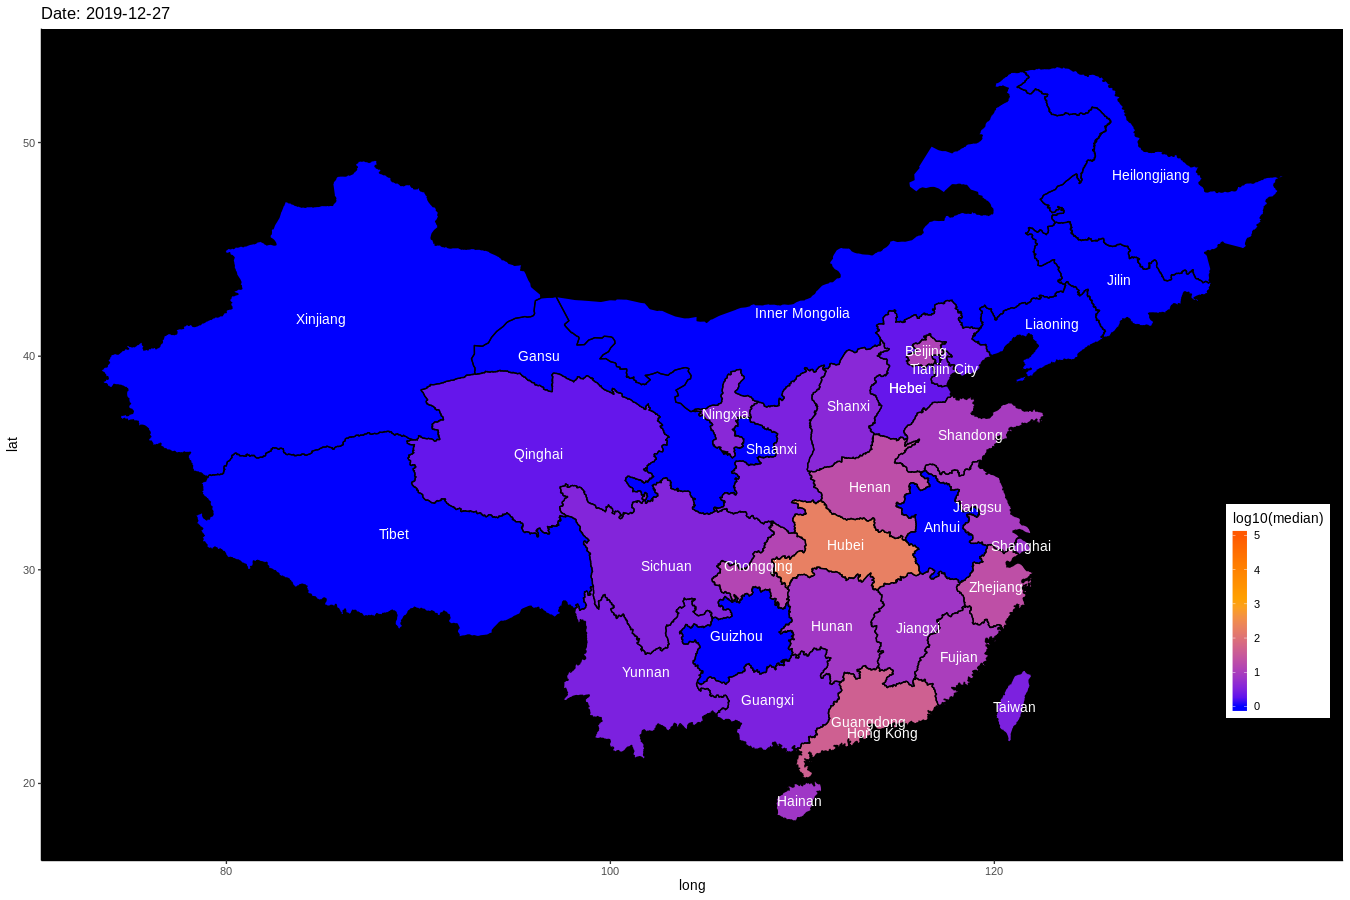 Date: 2019-12-27
50
40
30
20
lat
Heilongjiang
Jilin
Inner Mongolia
Xinjiang
Liaoning
Gansu
Beijing
Tianjin City
Hebei
Ningxia
Shanxi
Shandong
Shaanxi
Qinghai
Henan
Jiangsu
Anhui
Tibet
Hubei
Shanghai
Sichuan
Chongqing
Zhejiang
Hunan
Jiangxi
Guizhou
Fujian
Yunnan
Guangxi
Taiwan
Guangdong
Hong Kong
Hainan
log10(median)
5
4
3
2
1
0
80
100
120
long